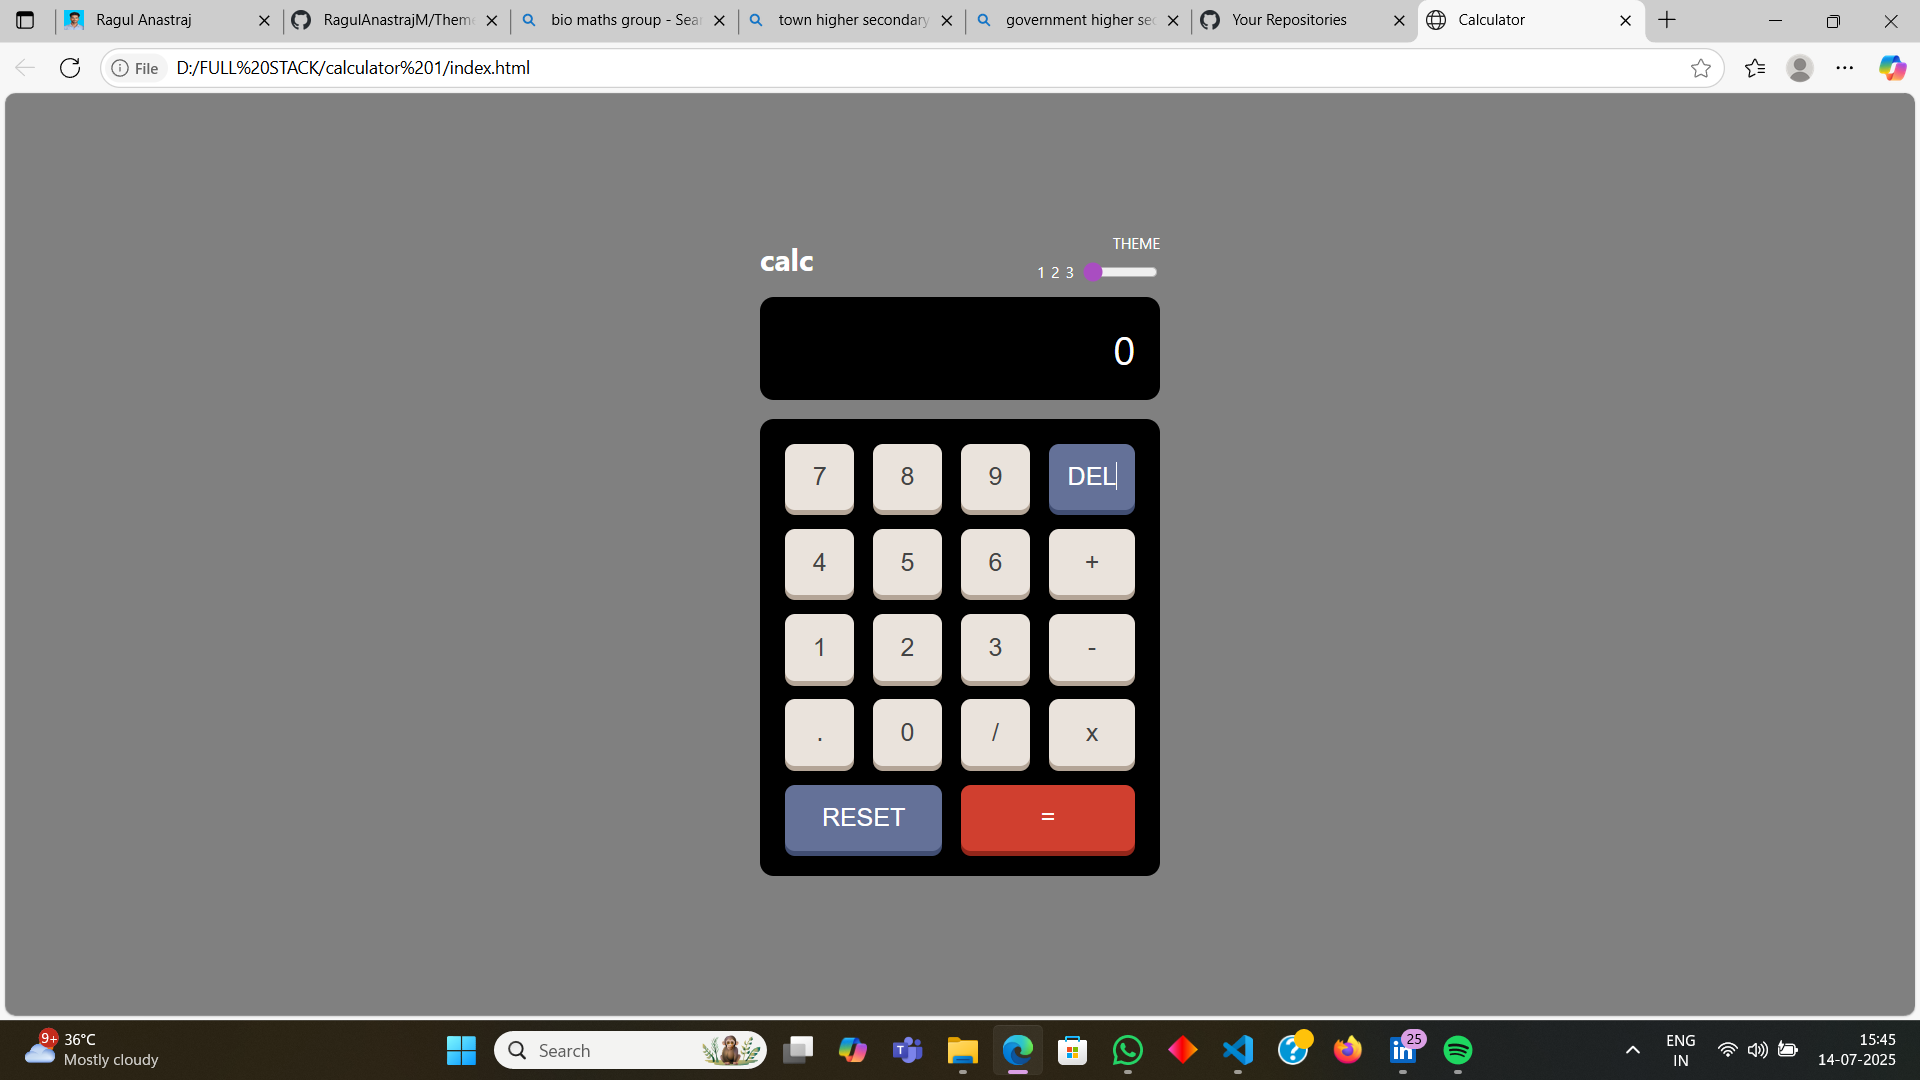 Ragul Anastraj
RagulAnastrajM/Theme
bio maths group - Sear
town higher secondary
government higher sec
Your Repositories
Calculator
File
D:/FULL%20STACK/calculator%201/index.html
THEME
calc
1 2 3
0
7 8 9 DEL
4 5 6 +
1 2 3 -
. 0 / x
RESET =
9+
36°C
Mostly cloudy
Search
25
ENG
IN
15:45
14-07-2025